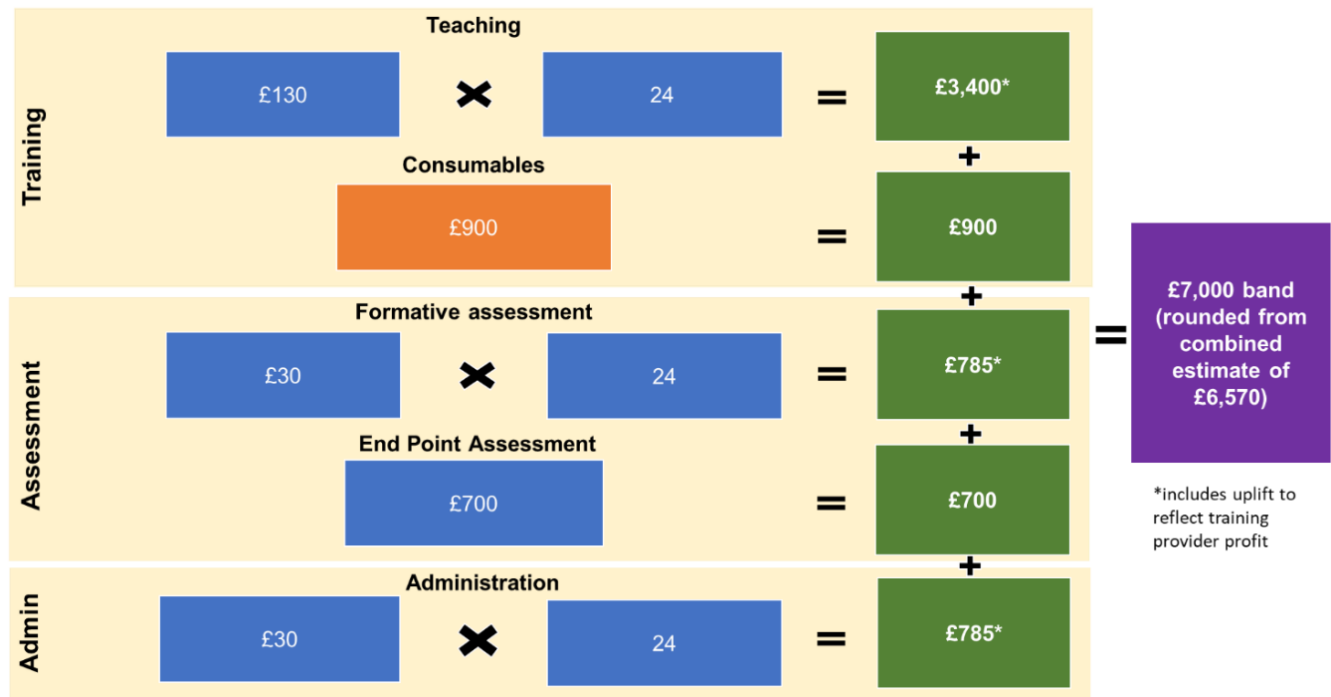 Training
Teaching
£130
×
24
=
£3,400*
+
Consumables
£900
=
£900
+
Assessment
Formative assessment
£30
×
24
=
£785*
+
End Point Assessment
£700
=
£700
+
Admin
Administration
£30
×
24
=
£785*
=
£7,000 band
(rounded from
combined
estimate of
£6,570)
*includes uplift to
reflect training
provider profit